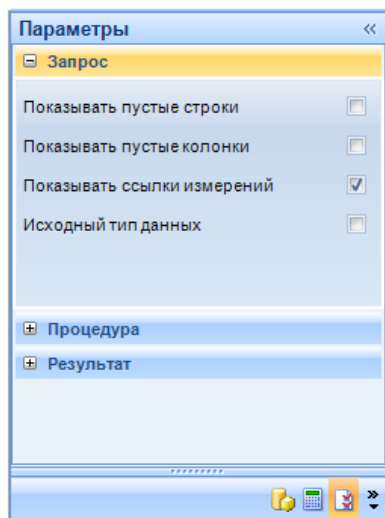 Параметры
Запрос
Показывать пустые строки
Показывать пустые колонки
Показывать ссылки измерений
Исходный тип данных
Процедура
Результат